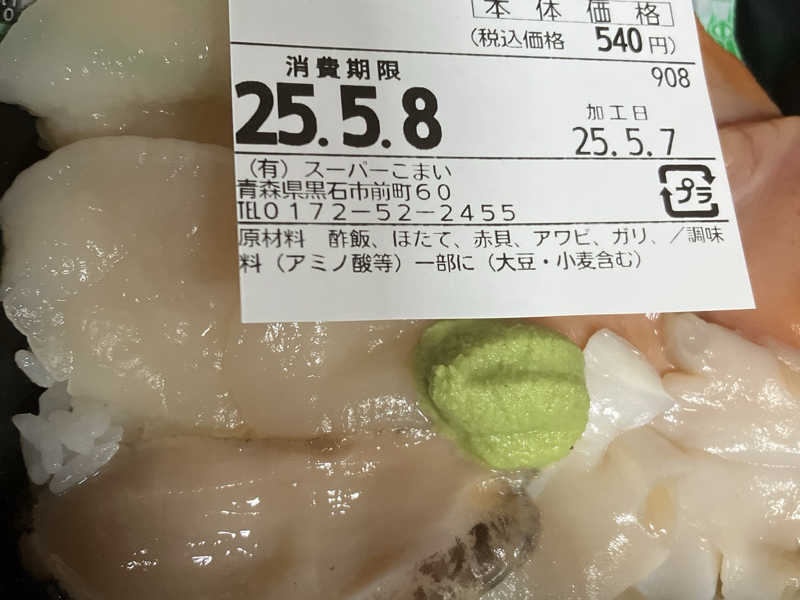 本体価格
(税込価格 540円)
908
消費期限
25.5.8
加工日
25.5.7
(有)スーパーこまい
青森県黒石市前町60
TEL0172-52-2455
プラ
原材料 酢飯、ほたて、赤貝、アワビ、ガリ、/調味
料(アミノ酸等)一部に(大豆・小麦含む)